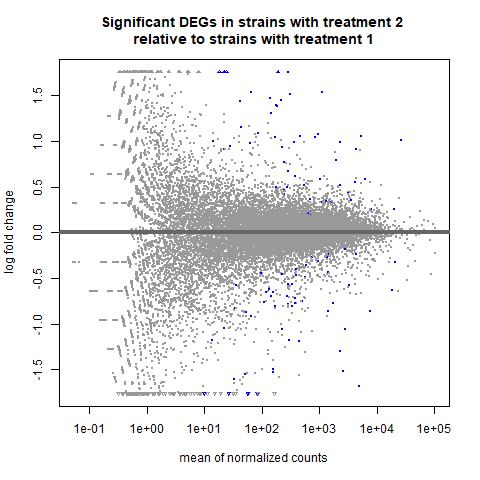 Significant DEGs in strains with treatment 2
relative to strains with treatment 1
log fold change
1.5
1.0
0.5
0.0
-0.5
-1.0
-1.5
1e-01 1e+00 1e+01 1e+02 1e+03 1e+04 1e+05
mean of normalized counts